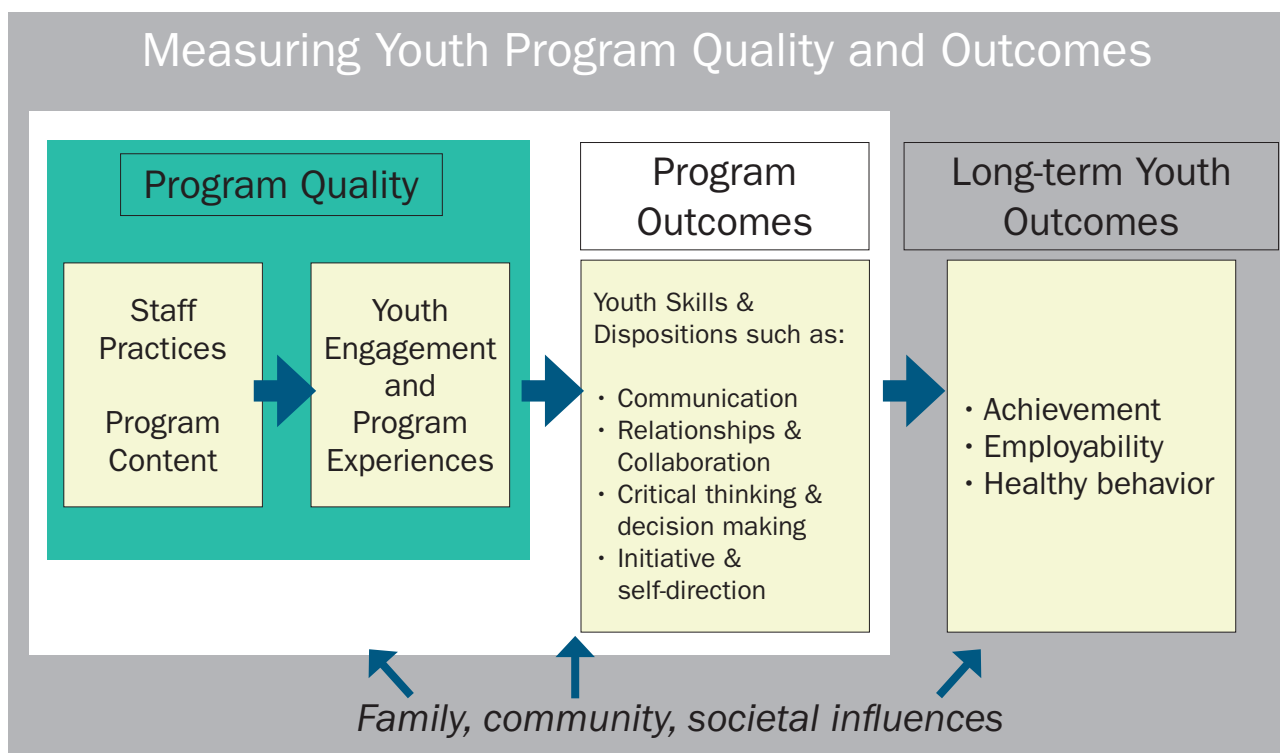 Measuring Youth Program Quality and Outcomes
Program Quality
Staff
Practices
Program
Content
Youth
Engagement
and
Program
Experiences
Program
Outcomes
Youth Skills &
Dispositions such as:
· Communication
· Relationships &
Collaboration
· Critical thinking &
decision making
· Initiative &
self-direction
Long-term Youth
Outcomes
· Achievement
· Employability
· Healthy behavior
Family, community, societal influences